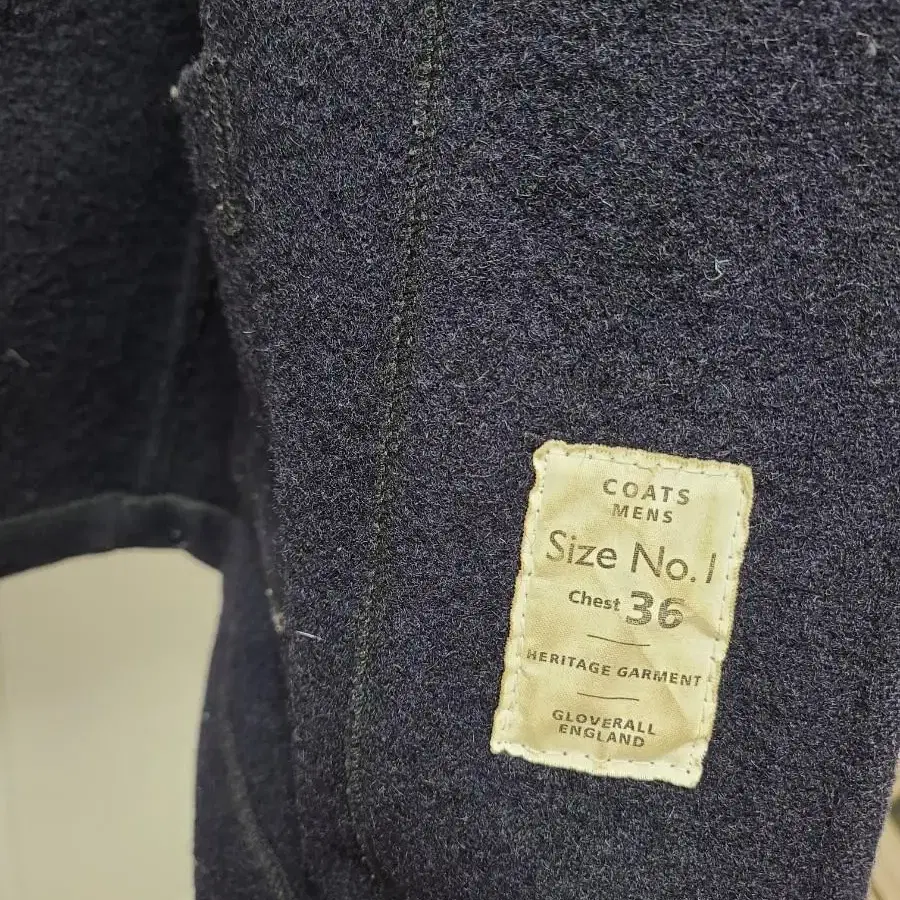 COATS
MENS
Size No. 1
Chest 36
HERITAGE GARMENT
GLOVERALL
ENGLAND